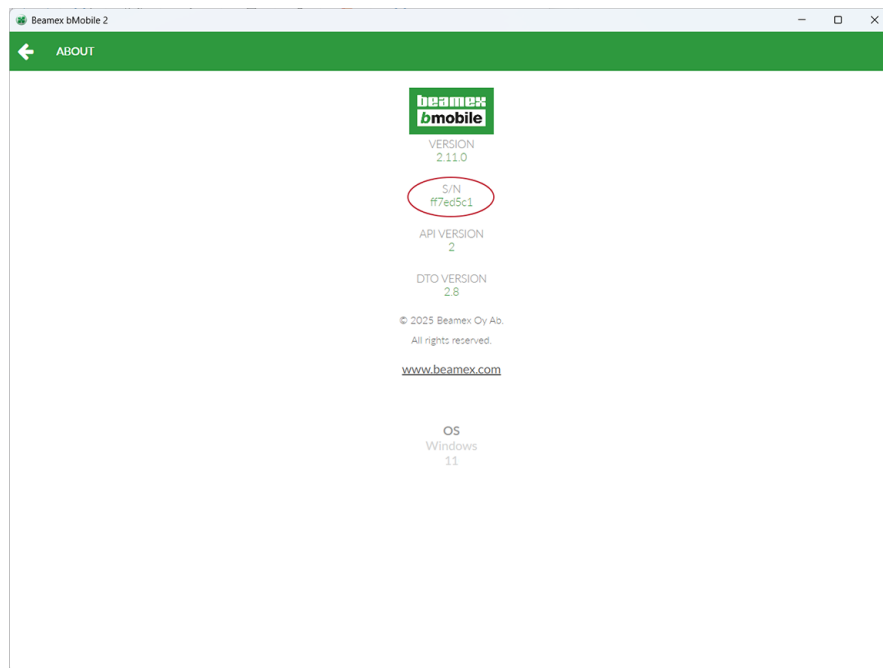 Beamex bMobile 2
ABOUT
beamex
bmobile
VERSION
2.11.0
S/N
ff7ed5c1
API VERSION
2
DTO VERSION
2.8
© 2025 Beamex Oy Ab.
All rights reserved.
www.beamex.com
OS
Windows
11